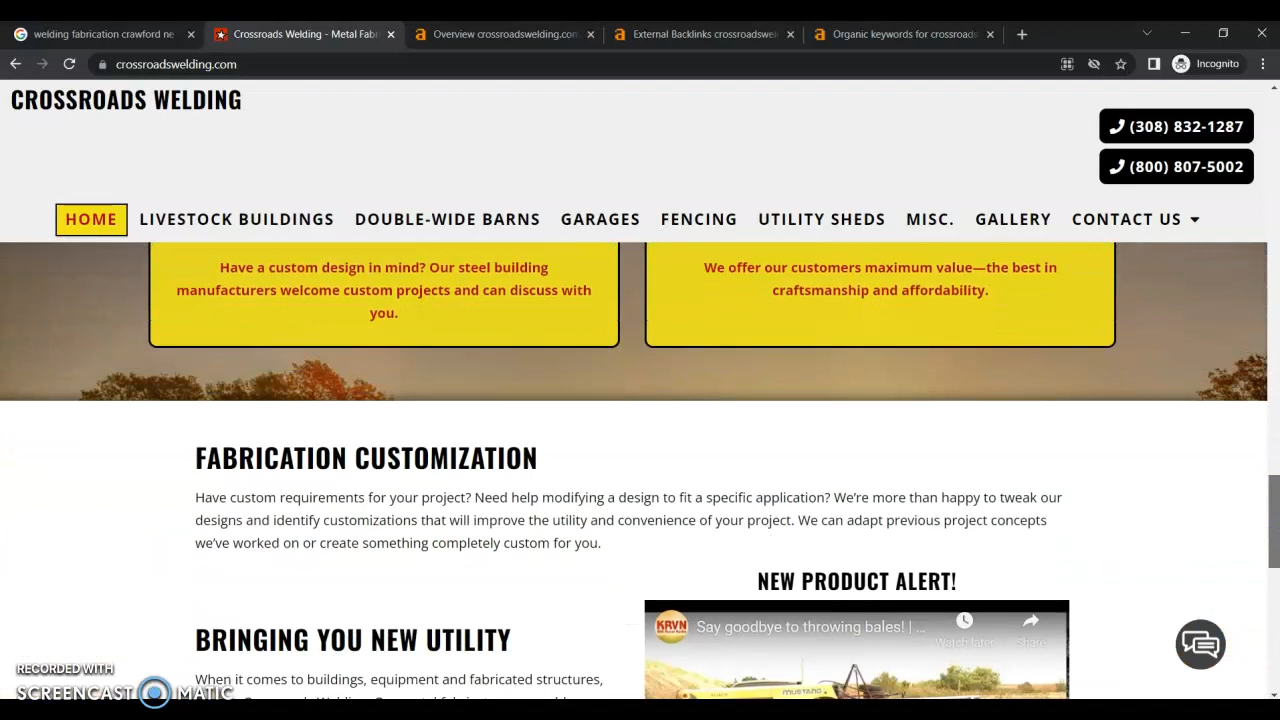 welding fabrication crawford ne
Crossroads Welding - Metal Fabri
Overview crossroadswelding.com
External Backlinks crossroadswel
Organic keywords for crossroads
crossroadswelding.com
Incognito
CROSSROADS WELDING
(308) 832-1287
(800) 807-5002
HOME LIVESTOCK BUILDINGS DOUBLE-WIDE BARNS GARAGES FENCING UTILITY SHEDS MISC. GALLERY CONTACT US
Have a custom design in mind? Our steel building
manufacturers welcome custom projects and can discuss with
you.
We offer our customers maximum value—the best in
craftsmanship and affordability.
FABRICATION CUSTOMIZATION
Have custom requirements for your project? Need help modifying a design to fit a specific application? We're more than happy to tweak our
designs and identify customizations that will improve the utility and convenience of your project. We can adapt previous project concepts
we've worked on or create something completely custom for you.
NEW PRODUCT ALERT!
KRVN
Say goodbye to throwing bales! | ...
Watch later
Share
MUSTANG
BRINGING YOU NEW UTILITY
When it comes to buildings, equipment and fabricated structures,
RECORDED WITH
SCREENCAST MATIC